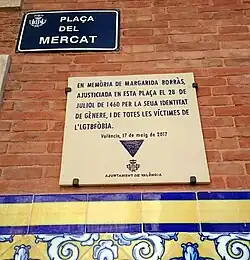 PLAÇA
DEL
MERCAT
EN MEMÒRIA DE MARGARIDA BORRÀS,
AJUSTICIADA EN ESTA PLAÇA EL 28 DE
JULIOL DE 1460 PER LA SEUA IDENTITAT
DE GÈNERE, I DE TOTES LES VÍCTIMES DE
L'LGTBFÒBIA.
València, 17 de maig de 2017
AJUNTAMENT DE VALÈNCIA